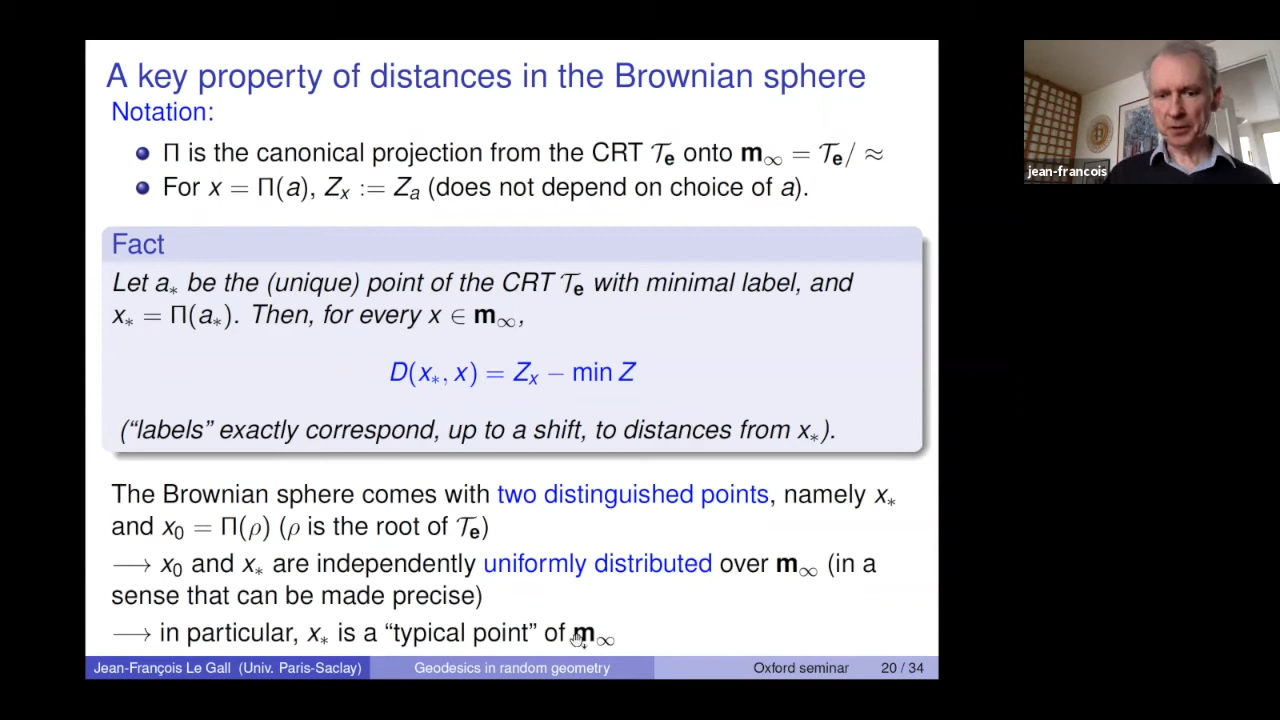 A key property of distances in the Brownian sphere
Notation:
Π is the canonical projection from the CRT 𝒯ₑ onto m∞ = 𝒯ₑ/ ≈
For x = Π(a), Zₓ := Zₐ (does not depend on choice of a).
Fact
Let a∗ be the (unique) point of the CRT 𝒯ₑ with minimal label, and
x∗ = Π(a∗). Then, for every x ∈ m∞,
D(x∗, x) = Zₓ − min Z
(“labels” exactly correspond, up to a shift, to distances from x∗).
The Brownian sphere comes with two distinguished points, namely x∗
and x₀ = Π(ρ) (ρ is the root of 𝒯ₑ)
⟶ x₀ and x∗ are independently uniformly distributed over m∞ (in a
sense that can be made precise)
⟶ in particular, x∗ is a “typical point” of m∞
Jean-François Le Gall (Univ. Paris-Saclay) Geodesics in random geometry Oxford seminar 20 / 34
jean-francois